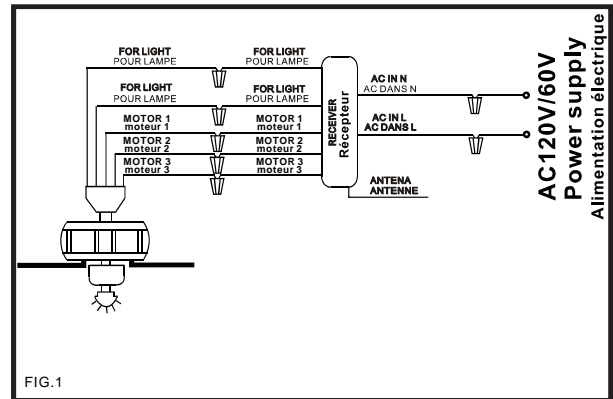 FOR LIGHT
POUR LAMPE
FOR LIGHT
POUR LAMPE
FOR LIGHT
POUR LAMPE
FOR LIGHT
POUR LAMPE
MOTOR 1
moteur 1
MOTOR 1
moteur 1
MOTOR 2
moteur 2
MOTOR 2
moteur 2
MOTOR 3
moteur 3
MOTOR 3
moteur 3
RECEIVER
Récepteur
AC IN N
AC DANS N
AC IN L
AC DANS L
ANTENA
ANTENNE
AC120V/60V
Power supply
Alimentation électrique
FIG.1